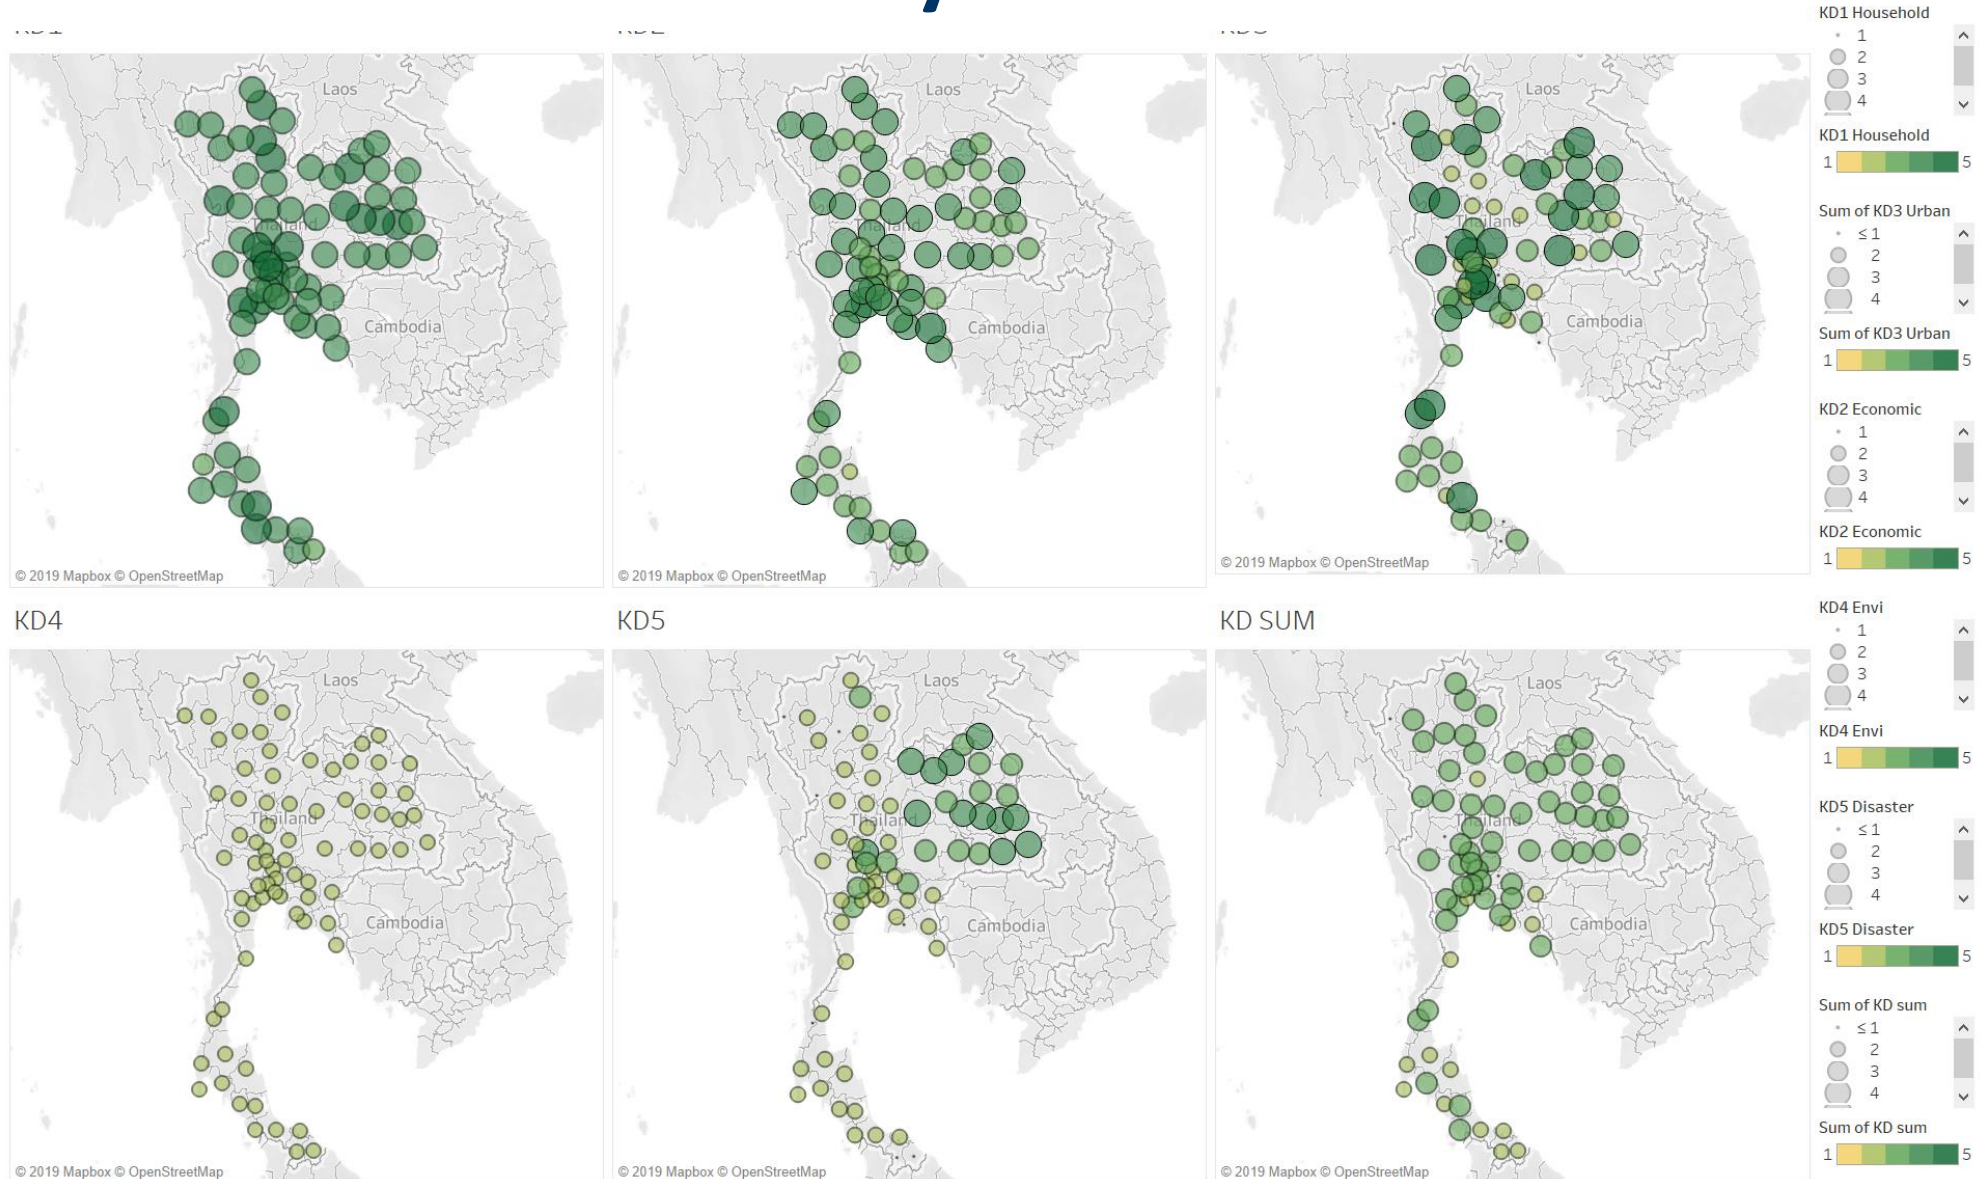 Laos
Thailand
Cambodia
© 2019 Mapbox © OpenStreetMap
Laos
Thailand
Cambodia
© 2019 Mapbox © OpenStreetMap
Laos
Thailand
Cambodia
© 2019 Mapbox © OpenStreetMap
KD4
Laos
Thailand
Cambodia
© 2019 Mapbox © OpenStreetMap
KD5
Laos
Thailand
Cambodia
© 2019 Mapbox © OpenStreetMap
KD SUM
Laos
Thailand
Cambodia
© 2019 Mapbox © OpenStreetMap
KD1 Household
1
2
3
4
KD1 Household
1 5
Sum of KD3 Urban
≤ 1
2
3
4
Sum of KD3 Urban
1 5
KD2 Economic
1
2
3
4
KD2 Economic
1 5
KD4 Envi
1
2
3
4
KD4 Envi
1 5
KD5 Disaster
≤ 1
2
3
4
KD5 Disaster
1 5
Sum of KD sum
≤ 1
2
3
4
Sum of KD sum
1 5